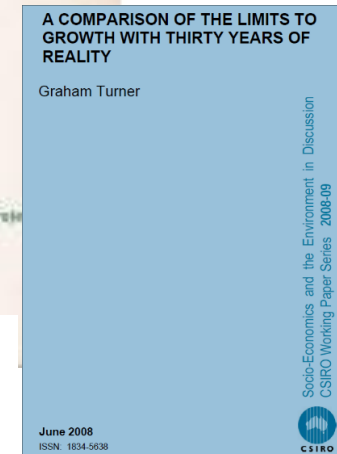 A COMPARISON OF THE LIMITS TO
GROWTH WITH THIRTY YEARS OF
REALITY
Graham Turner
Socio-Economics and the Environment in Discussion
CSIRO Working Paper Series 2008-09
June 2008
ISSN: 1834-5638
CSIRO